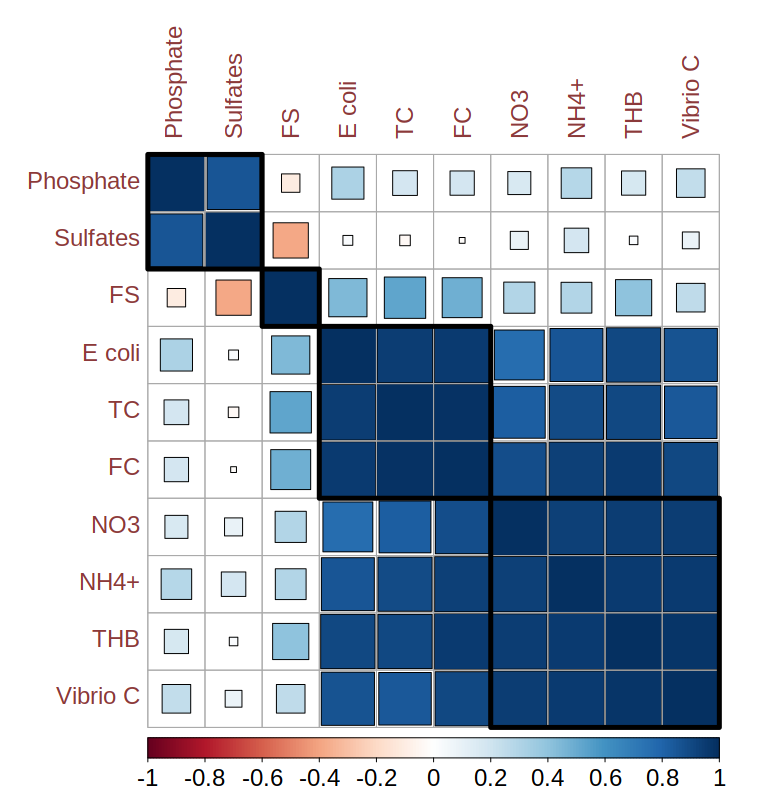 Phosphate
Sulfates
FS
E coli
TC
FC
NO3
NH4+
THB
Vibrio C
Phosphate
Sulfates
FS
E coli
TC
FC
NO3
NH4+
THB
Vibrio C
-1 -0.8 -0.6 -0.4 -0.2 0 0.2 0.4 0.6 0.8 1